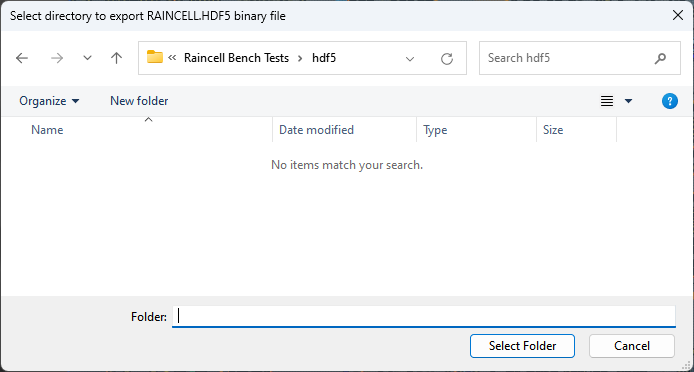 Select directory to export RAINCELL.HDF5 binary file
« Raincell Bench Tests > hdf5
Search hdf5
Organize
New folder
?
Name
Date modified
Type
Size
No items match your search.
Folder:
Select Folder
Cancel